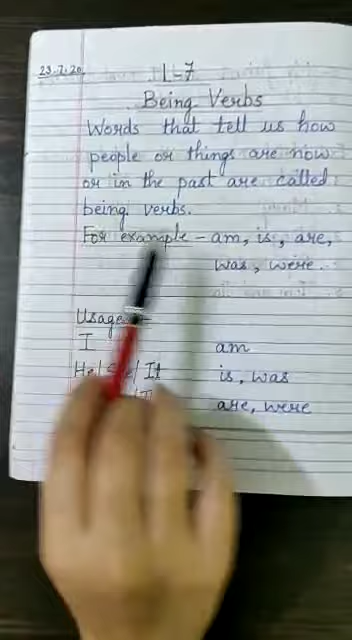 23.7.20
L-7
Being Verbs
Words that tell us how
people or things are now
or in the past are called
being verbs.
For example - am, is, are,
was, were.
Usage
I am
He/ She/ It is, was
are, were